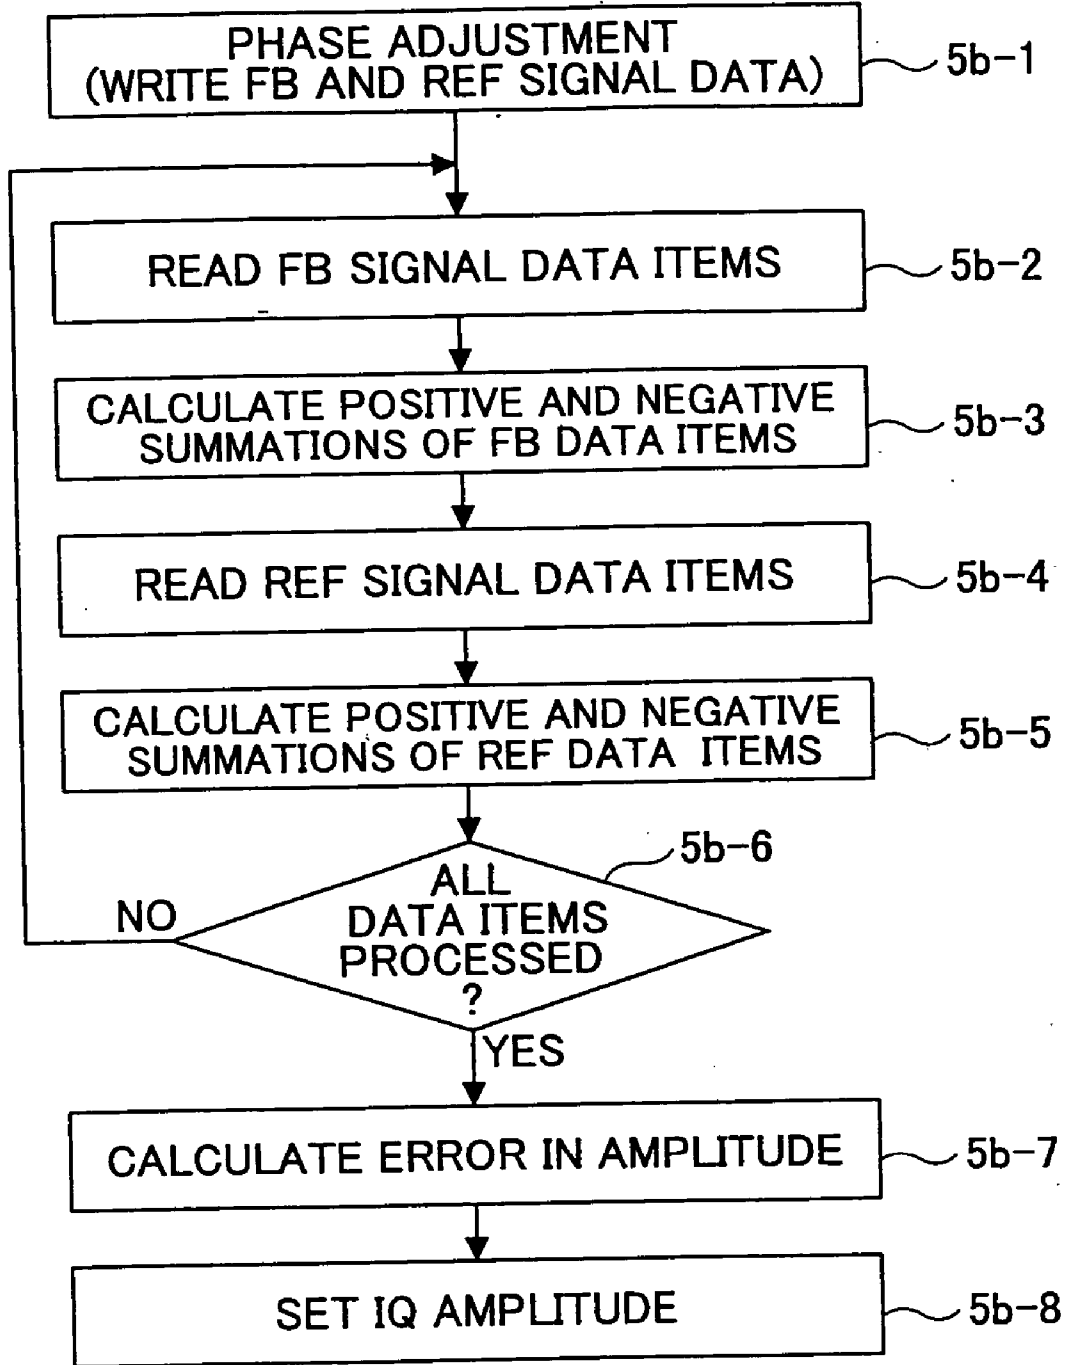 PHASE ADJUSTMENT
(WRITE FB AND REF SIGNAL DATA)
5b-1
READ FB SIGNAL DATA ITEMS
5b-2
CALCULATE POSITIVE AND NEGATIVE
SUMMATIONS OF FB DATA ITEMS
5b-3
READ REF SIGNAL DATA ITEMS
5b-4
CALCULATE POSITIVE AND NEGATIVE
SUMMATIONS OF REF DATA ITEMS
5b-5
5b-6
ALL
DATA ITEMS
PROCESSED
?
NO
YES
CALCULATE ERROR IN AMPLITUDE
5b-7
SET IQ AMPLITUDE
5b-8